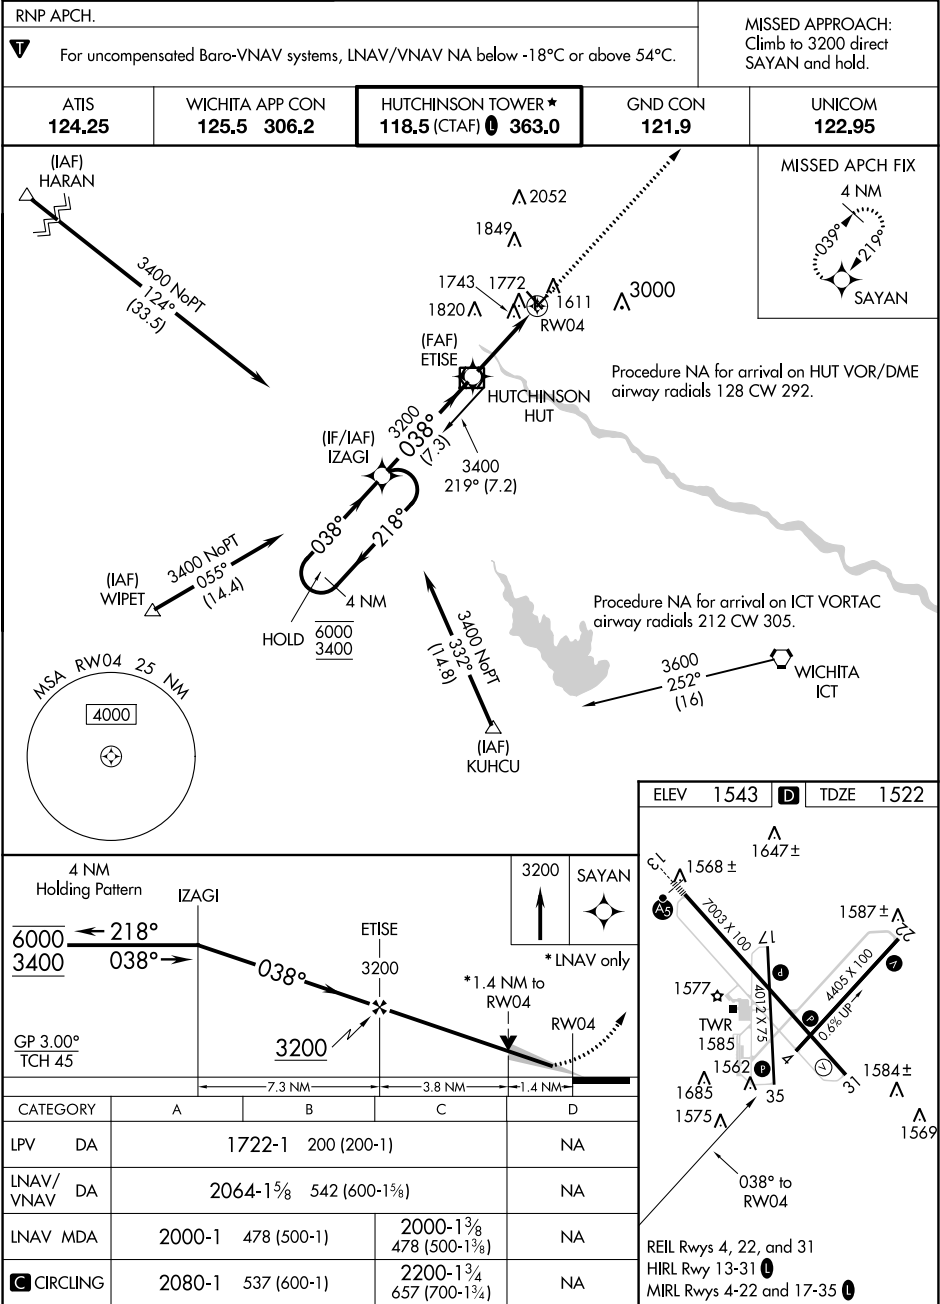 RNP APCH.
T
For uncompensated Baro-VNAV systems, LNAV/VNAV NA below -18°C or above 54°C.
MISSED APPROACH:
Climb to 3200 direct
SAYAN and hold.
ATIS
124.25
WICHITA APP CON
125.5 306.2
HUTCHINSON TOWER ★
118.5 (CTAF) L 363.0
GND CON
121.9
UNICOM
122.95
(IAF)
HARAN
3400 NoPT
124°
(33.5)
2052
1849
1743
1772
1820
1611
RW04
3000
MISSED APCH FIX
4 NM
039°
219°
SAYAN
(FAF)
ETISE
HUTCHINSON
HUT
Procedure NA for arrival on HUT VOR/DME
airway radials 128 CW 292.
3200
038°
(7.3)
3400
219° (7.2)
(IF/IAF)
IZAGI
038°
218°
4 NM
HOLD
6000
3400
(IAF)
WIPET
3400 NoPT
055°
(14.4)
3400 NoPT
332°
(14.8)
(IAF)
KUHCU
Procedure NA for arrival on ICT VORTAC
airway radials 212 CW 305.
3600
252°
(16)
WICHITA
ICT
MSA RW04 25 NM
4000
ELEV 1543 D TDZE 1522
1647±
1568±
1587±
13
A5
7003 X 100
17
22
V
P
4405 X 100
0.6% UP
4012 X 75
1577
TWR
1585
P
4
V
1562
P
31
1584±
1685
35
1575
1569
038° to
RW04
REIL Rwys 4, 22, and 31
HIRL Rwy 13-31 L
MIRL Rwys 4-22 and 17-35 L
4 NM
Holding Pattern
IZAGI
6000
3400
218°
038°
038°
ETISE
3200
3200
3200
SAYAN
*LNAV only
*1.4 NM to
RW04
RW04
GP 3.00°
TCH 45
7.3 NM
3.8 NM
1.4 NM
CATEGORY A B C D
LPV DA 1722-1 200 (200-1) NA
LNAV/
VNAV DA 2064-1⅝ 542 (600-1⅝) NA
LNAV MDA 2000-1 478 (500-1) 2000-1⅜
478 (500-1⅜) NA
C CIRCLING 2080-1 537 (600-1) 2200-1¾
657 (700-1¾) NA